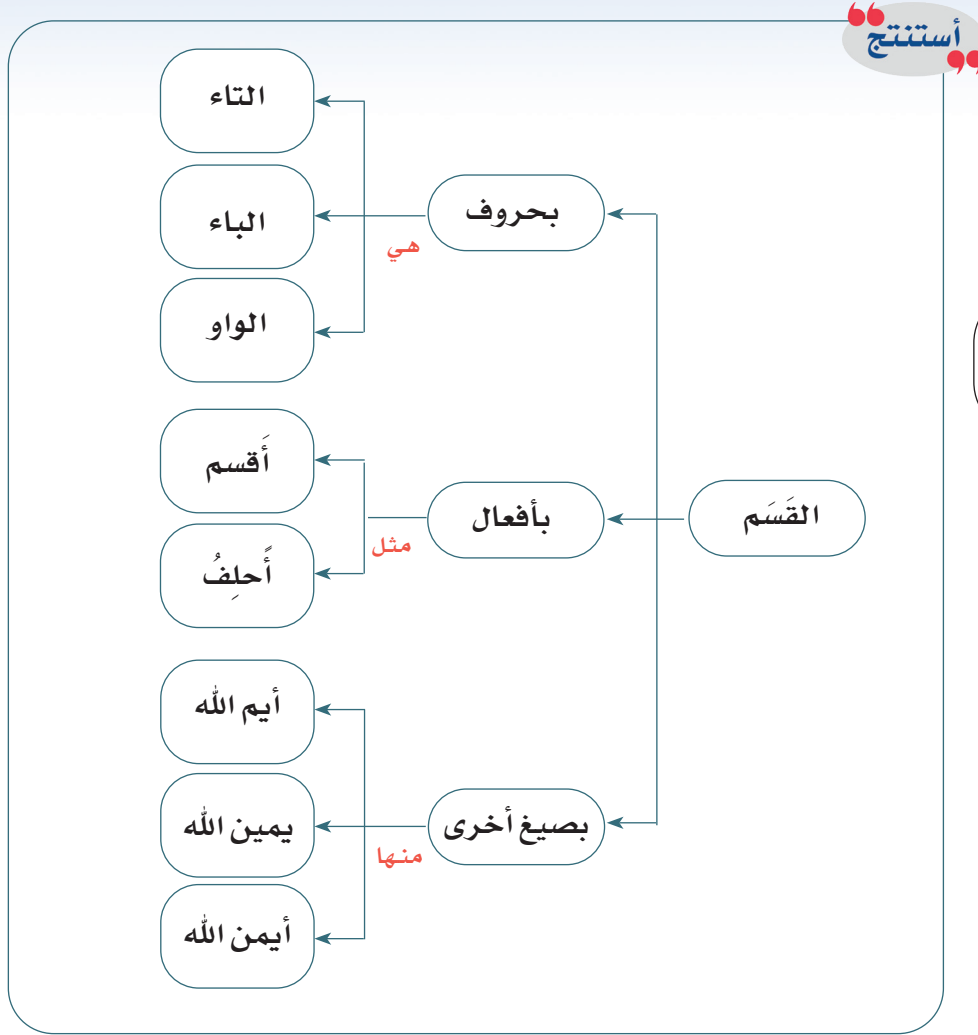 أستنتج
القَسَم
بحروف
هي
التاء
الباء
الواو
بأفعال
مثل
أَقسم
أًحلِفُ
بصيغ أخرى
منها
أيم الله
يمين الله
أيمن الله